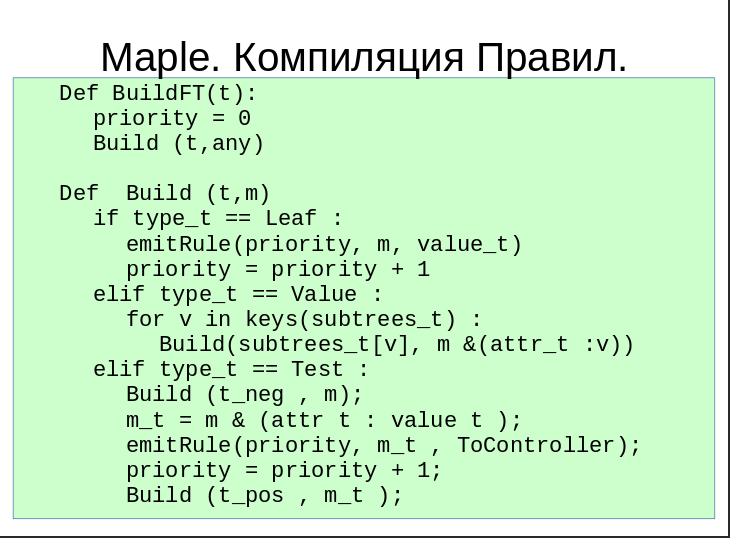 Maple. Компиляция Правил.
Def BuildFT(t):
priority = 0
Build (t,any)
Def  Build (t,m)
if type_t == Leaf :
emitRule(priority, m, value_t)
priority = priority + 1
elif type_t == Value :
for v in keys(subtrees_t) :
Build(subtrees_t[v], m &(attr_t :v))
elif type_t == Test :
Build (t_neg , m);
m_t = m & (attr t : value t );
emitRule(priority, m_t , ToController);
priority = priority + 1;
Build (t_pos , m_t );